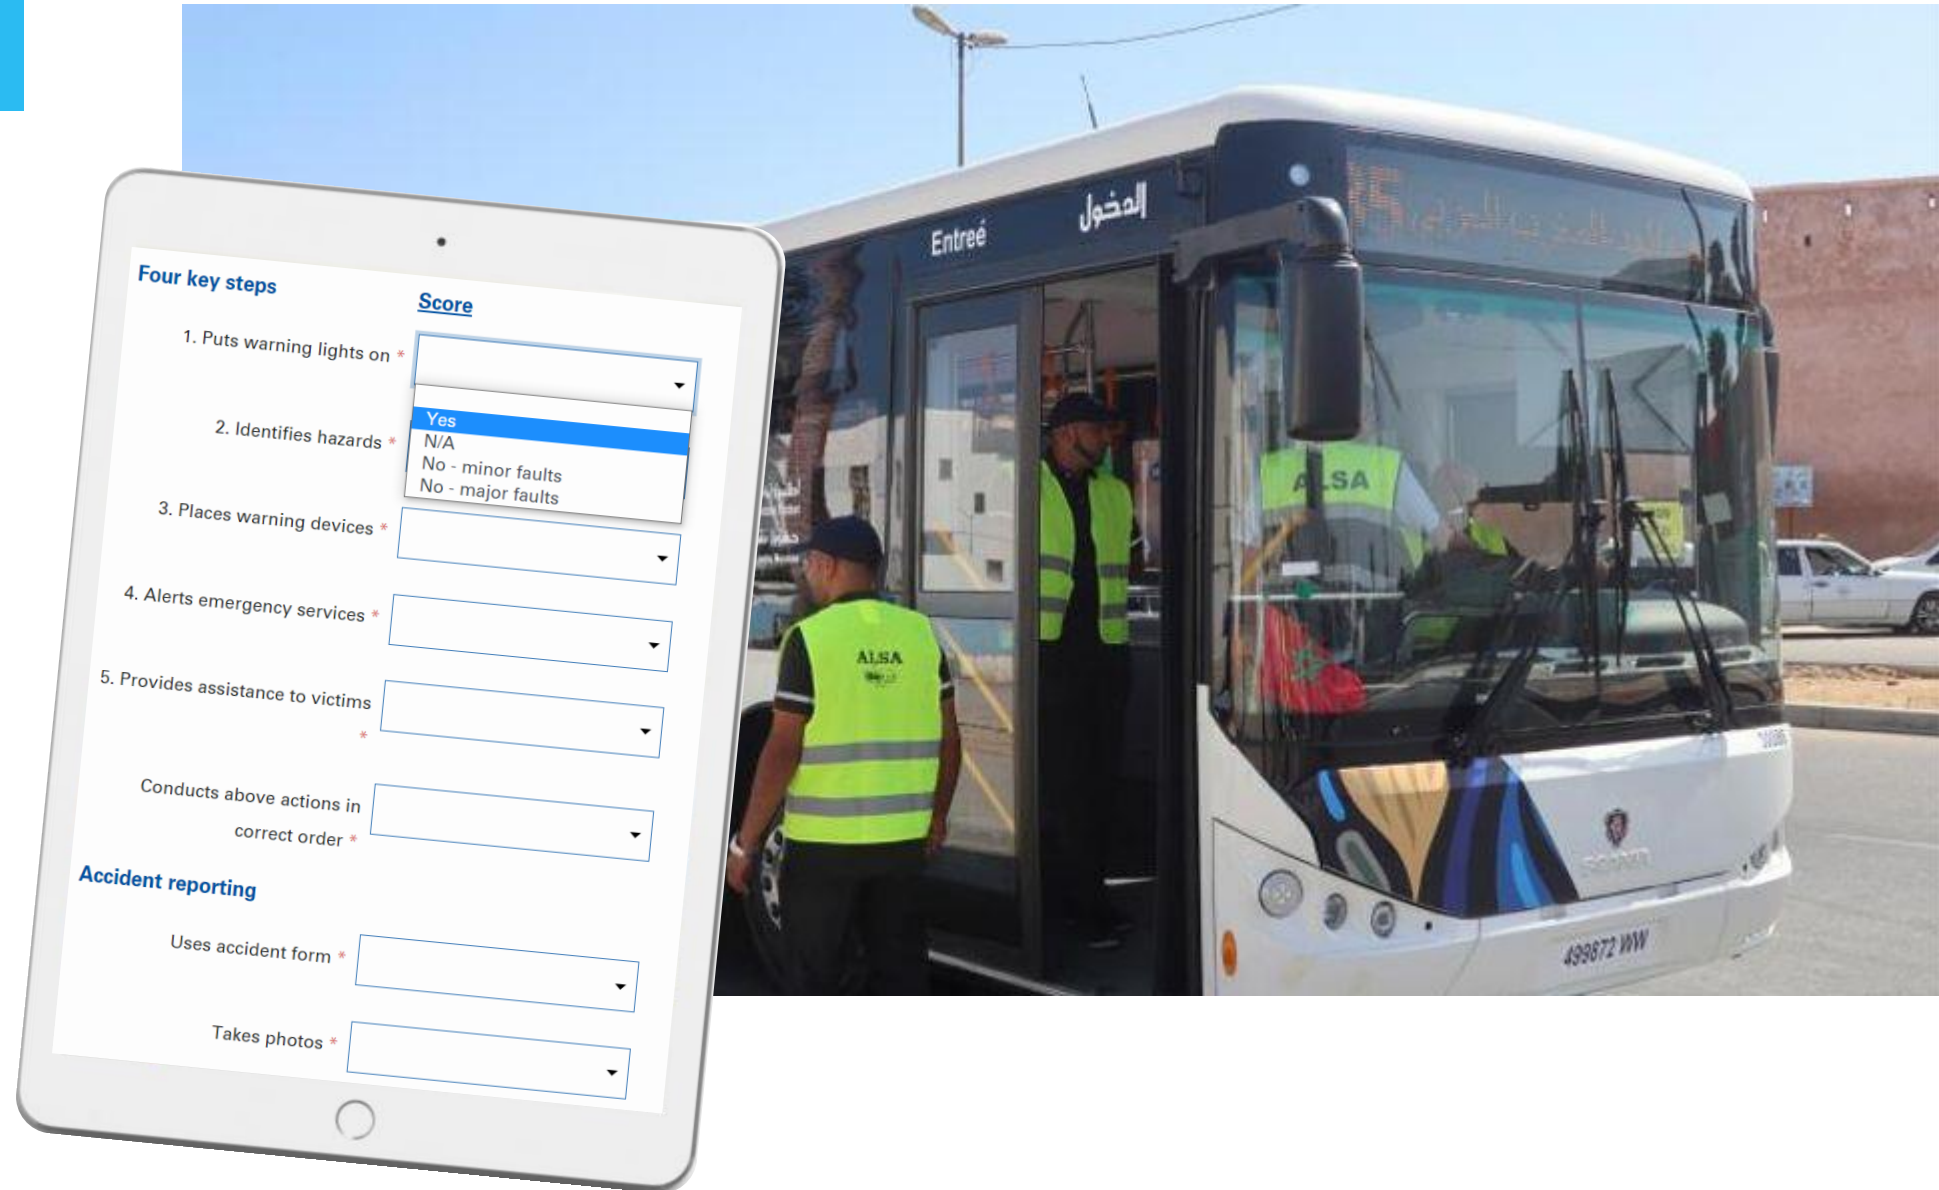 Four key steps
Score
1. Puts warning lights on *
Yes
N/A
No - minor faults
No - major faults
2. Identifies hazards *
3. Places warning devices *
4. Alerts emergency services *
5. Provides assistance to victims
*
Conducts above actions in
correct order *
Accident reporting
Uses accident form *
Takes photos *
Entreé
الدخول
ALSA
ALSA
499872 WW